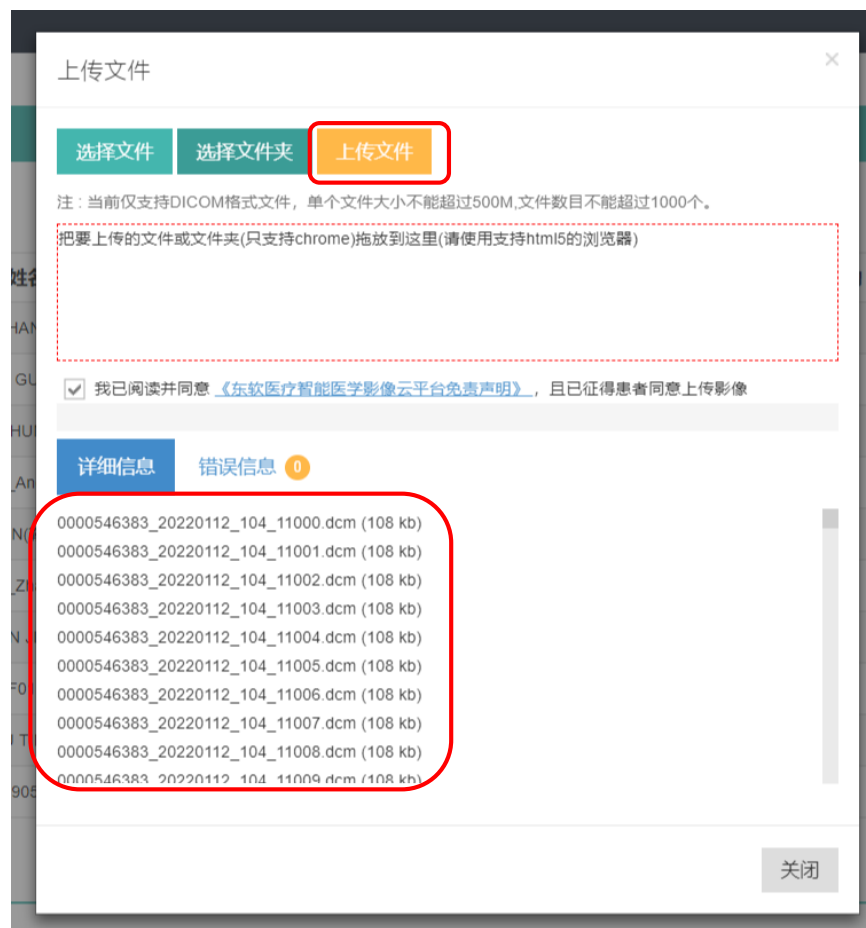 上传文件
×
选择文件 选择文件夹 上传文件
注：当前仅支持DICOM格式文件，单个文件大小不能超过500M,文件数目不能超过1000个。
把要上传的文件或文件夹(只支持chrome)拖放到这里(请使用支持html5的浏览器)
我已阅读并同意 《东软医疗智能医学影像云平台免责声明》 ，且已征得患者同意上传影像
详细信息 错误信息 0
0000546383_20220112_104_11000.dcm (108 kb)
0000546383_20220112_104_11001.dcm (108 kb)
0000546383_20220112_104_11002.dcm (108 kb)
0000546383_20220112_104_11003.dcm (108 kb)
0000546383_20220112_104_11004.dcm (108 kb)
0000546383_20220112_104_11005.dcm (108 kb)
0000546383_20220112_104_11006.dcm (108 kb)
0000546383_20220112_104_11007.dcm (108 kb)
0000546383_20220112_104_11008.dcm (108 kb)
0000546383_20220112_104_11009.dcm (108 kb)
关闭